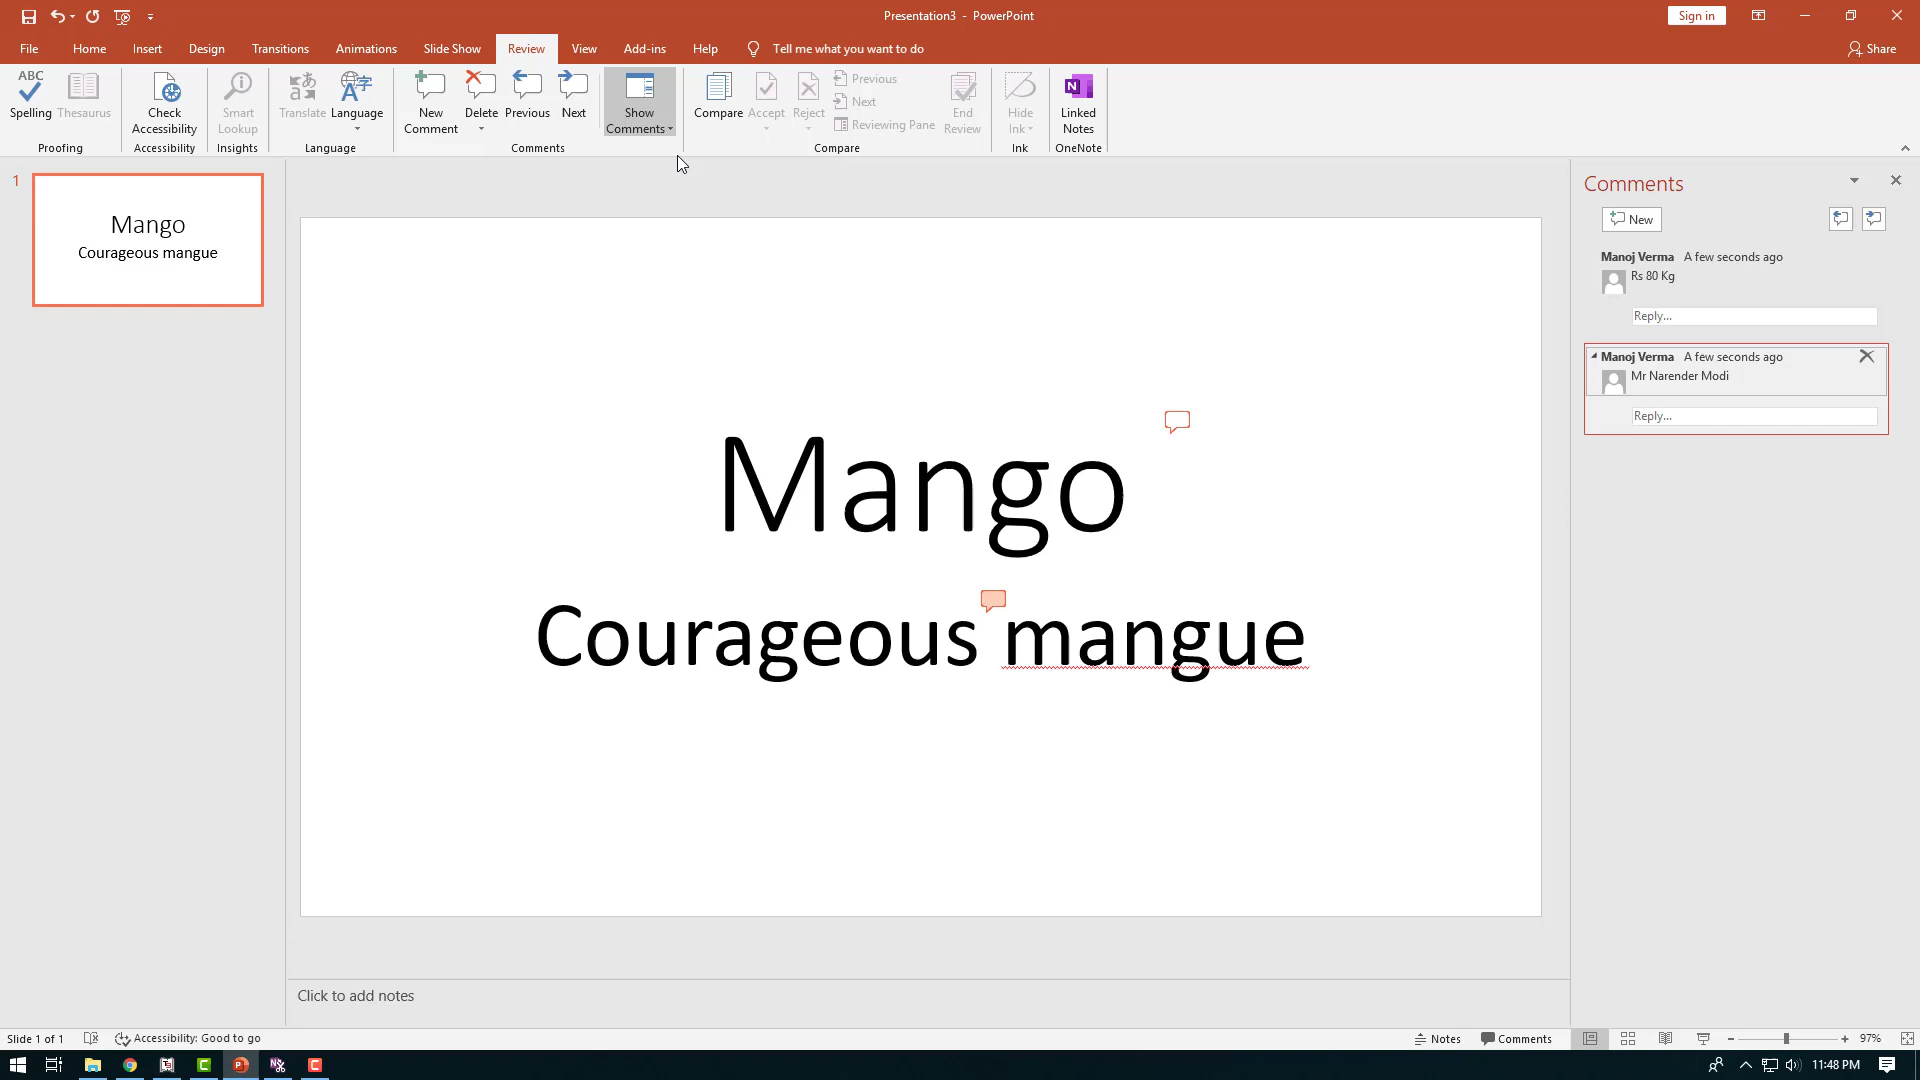 Presentation3 - PowerPoint
Sign in
File Home Insert Design Transitions Animations Slide Show Review View Add-ins Help Tell me what you want to do
Share
ABC
Spelling
Thesaurus
Proofing
Check
Accessibility
Accessibility
Smart
Lookup
Insights
Translate
Language
Language
New
Comment
Delete
Previous
Next
Show
Comments
Comments
Compare
Accept
Reject
Previous
Next
Reviewing Pane
End
Review
Compare
Hide
Ink
Ink
Linked
Notes
OneNote
1
Mango
Courageous mangue
Mango
Courageous mangue
Comments
New
Manoj Verma A few seconds ago
Rs 80 Kg
Reply...
Manoj Verma A few seconds ago
Mr Narender Modi
Reply...
Click to add notes
Slide 1 of 1
Accessibility: Good to go
Notes
Comments
97%
11:48 PM